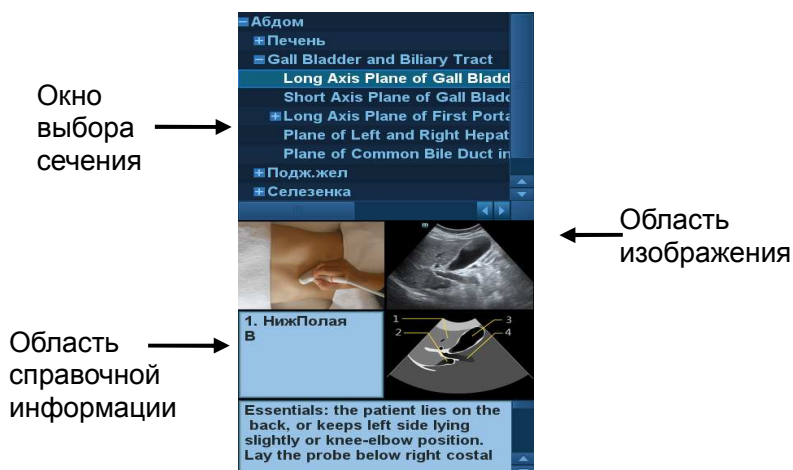 Абдом
Печень
Gall Bladder and Biliary Tract
Long Axis Plane of Gall Bladd
Short Axis Plane of Gall Bladd
Long Axis Plane of First Porta
Plane of Left and Right Hepat
Plane of Common Bile Duct in
Подж.жел
Селезенка
Окно
выбора
сечения
Область
изображения
m
1. НижПолая
В
1
2
3
4
Область
справочной
информации
Essentials: the patient lies on the
back, or keeps left side lying
slightly or knee-elbow position.
Lay the probe below right costal